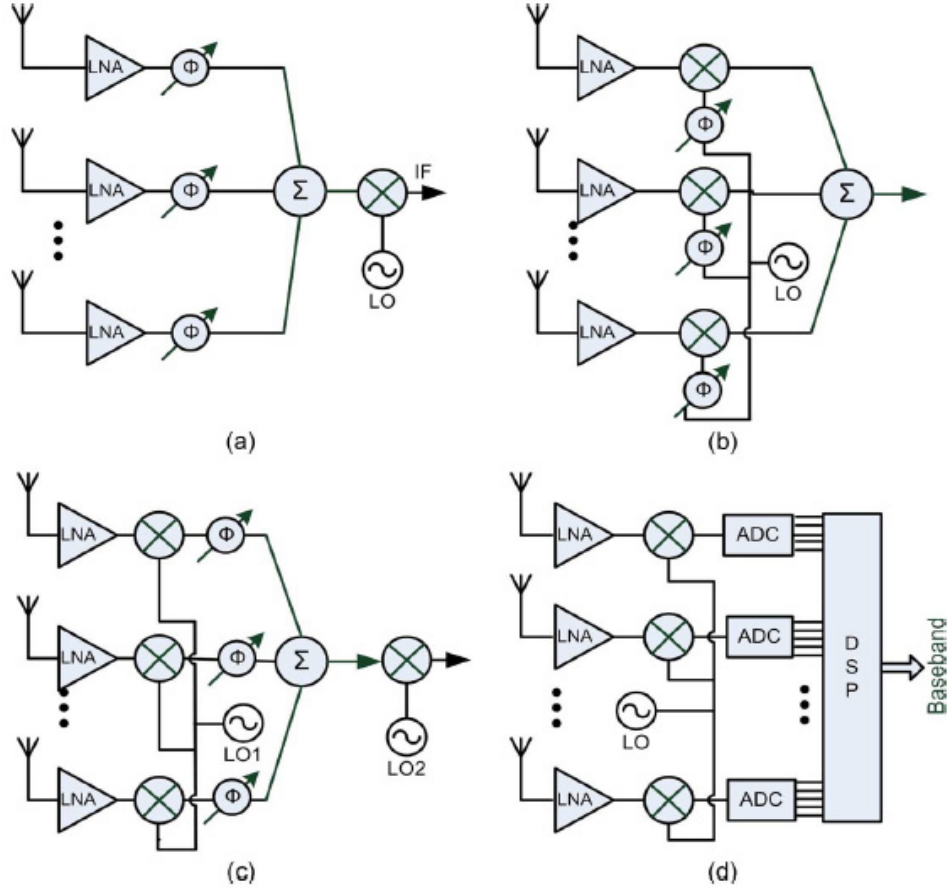 LNA
Φ
LNA
Φ
Σ
IF
LNA
Φ
LO
(a)
LNA
Φ
LNA
Σ
Φ
LO
LNA
Φ
(b)
LNA
Φ
LNA
Φ
Σ
LO1
LO2
LNA
Φ
(c)
LNA
ADC
LNA
ADC
DSP
Baseband
LO
LNA
ADC
(d)